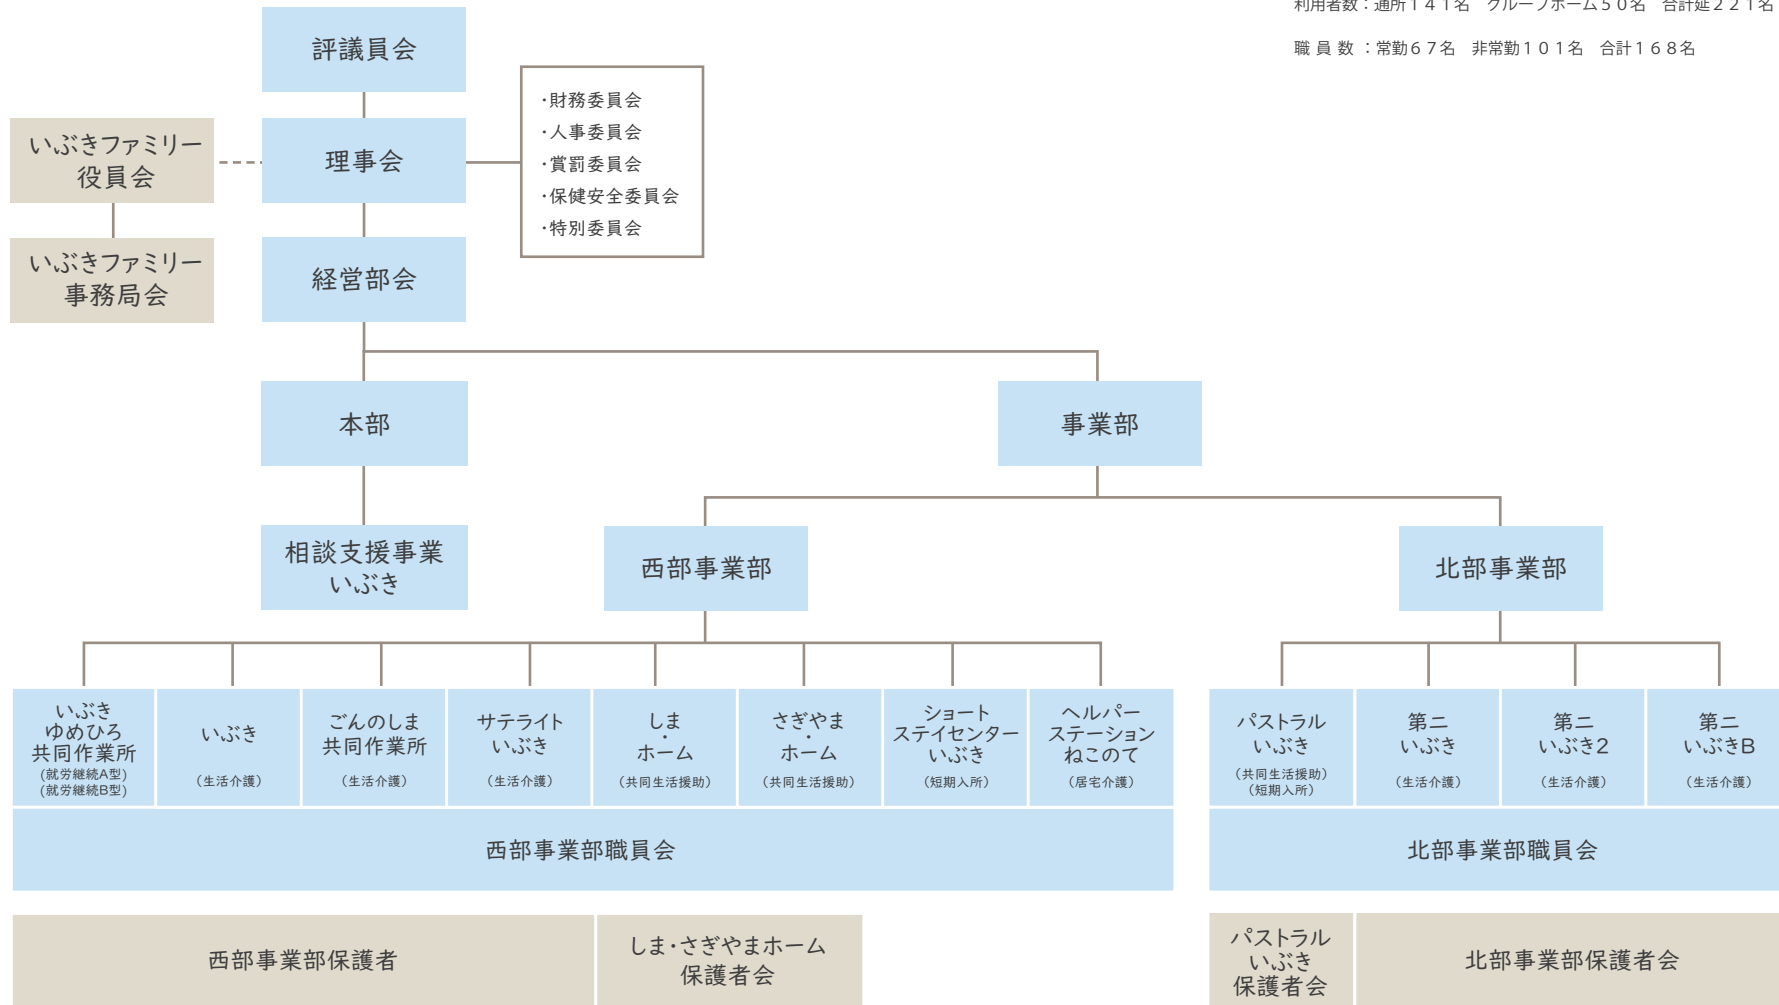 利用者数：通所１４１名　グループホーム５０名　合計延２２１名
職 員 数 ：常勤６７名　非常勤１０１名　合計１６８名
評議員会
・財務委員会
・人事委員会
・賞罰委員会
・保健安全委員会
・特別委員会
いぶきファミリー
役員会
理事会
いぶきファミリー
事務局会
経営部会
本部
事業部
相談支援事業
いぶき
西部事業部
北部事業部
いぶき
ゆめひろ
共同作業所
(就労継続A型)
(就労継続B型)
いぶき
(生活介護)
ごんのしま
共同作業所
(生活介護)
サテライト
いぶき
(生活介護)
しま
・
ホーム
(共同生活援助)
さぎやま
・
ホーム
(共同生活援助)
ショート
ステイセンター
いぶき
(短期入所)
ヘルパー
ステーション
ねこのて
(居宅介護)
パストラル
いぶき
(共同生活援助)
(短期入所)
第二
いぶき
(生活介護)
第二
いぶき2
(生活介護)
第二
いぶきB
(生活介護)
西部事業部職員会
北部事業部職員会
西部事業部保護者
しま・さぎやまホーム
保護者会
パストラル
いぶき
保護者会
北部事業部保護者会